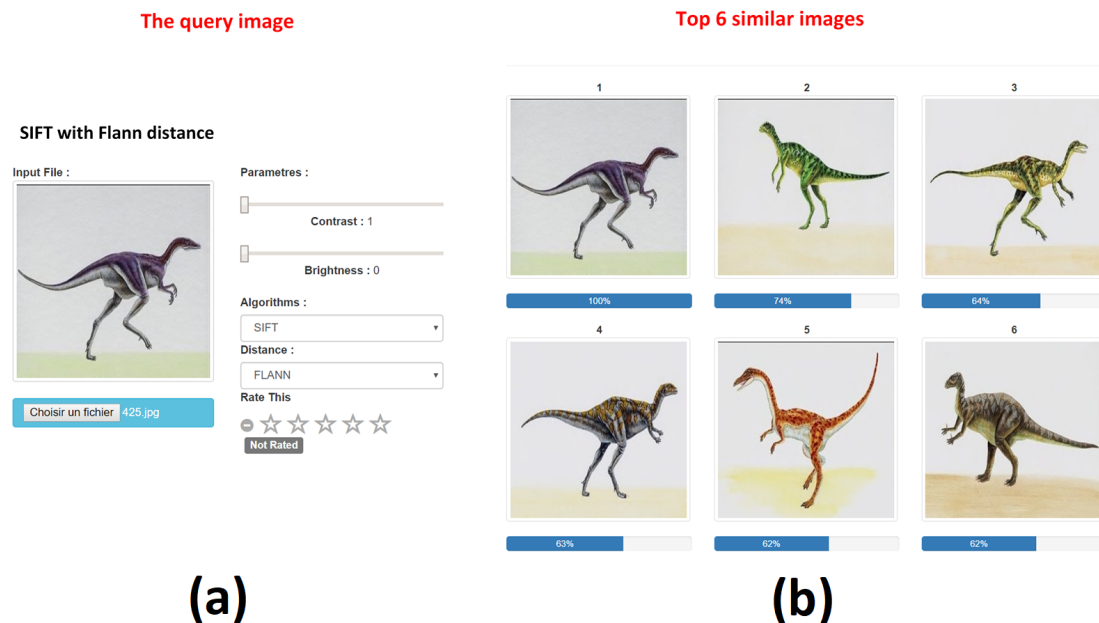 The query image
SIFT with Flann distance
Input File :
Choisir un fichier 425.jpg
Parametres :
Contrast : 1
Brightness : 0
Algorithms :
SIFT
Distance :
FLANN
Rate This
Not Rated
(a)
Top 6 similar images
1 2 3
100% 74% 64%
4 5 6
63% 62% 62%
(b)